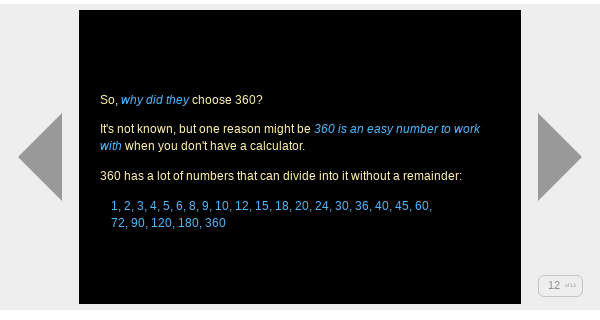 So, why did they choose 360?
It's not known, but one reason might be 360 is an easy number to work
with when you don't have a calculator.
360 has a lot of numbers that can divide into it without a remainder:
1, 2, 3, 4, 5, 6, 8, 9, 10, 12, 15, 18, 20, 24, 30, 36, 40, 45, 60,
72, 90, 120, 180, 360
12 of 12